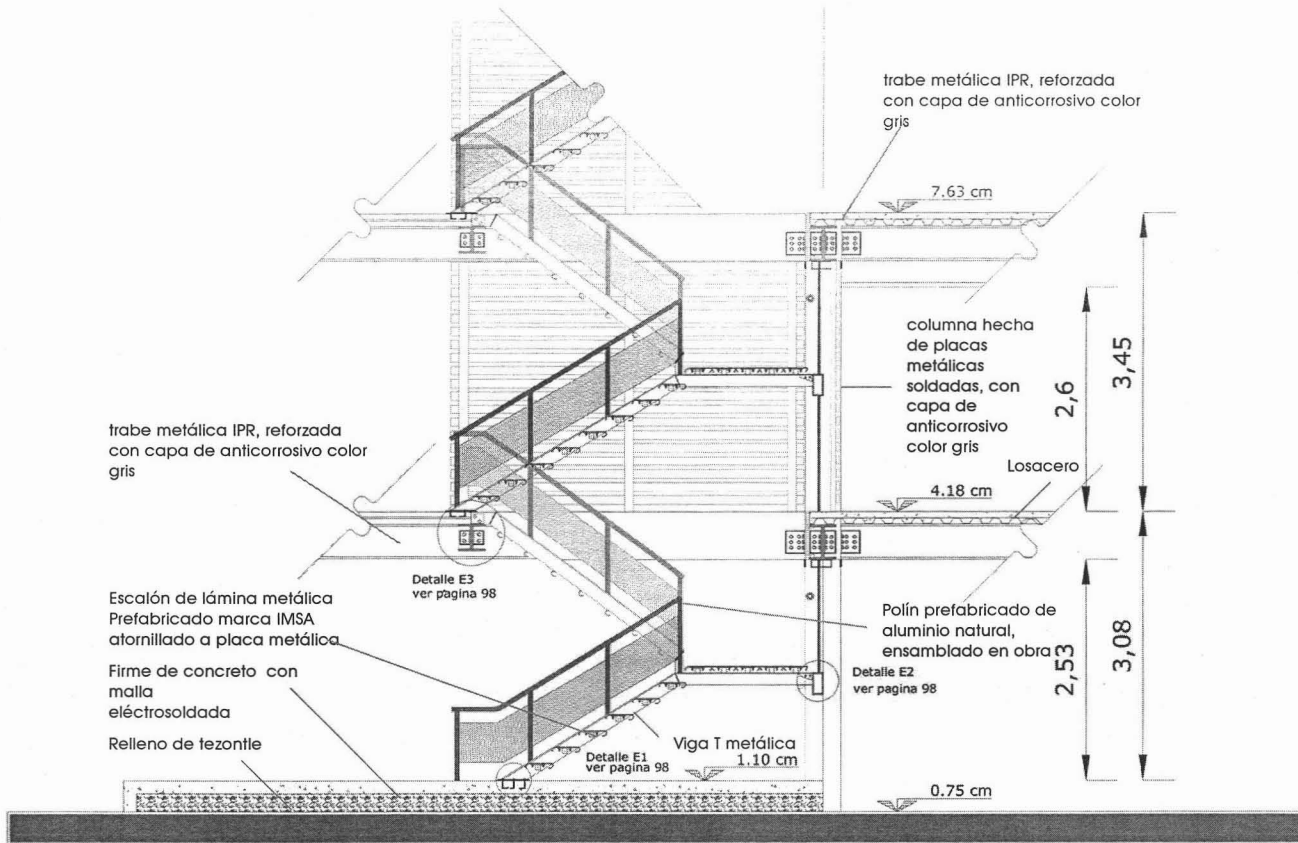 trabe metálica IPR, reforzada
con capa de anticorrosivo color
gris
7.63 cm
columna hecha
de placas
metálicas
soldadas, con
capa de
anticorrosivo
color gris
2,6
3,45
trabe metálica IPR, reforzada
con capa de anticorrosivo color
gris
Losacero
4.18 cm
Detalle E3
ver pagina 98
Escalón de lámina metálica
Prefabricado marca IMSA
atornillado a placa metálica
Firme de concreto con
malla
eléctrosoldada
Relleno de tezontle
Polín prefabricado de
aluminio natural,
ensamblado en obra
2,53
3,08
Detalle E2
ver pagina 98
Viga T metálica
1.10 cm
Detalle E1
ver pagina 98
0.75 cm